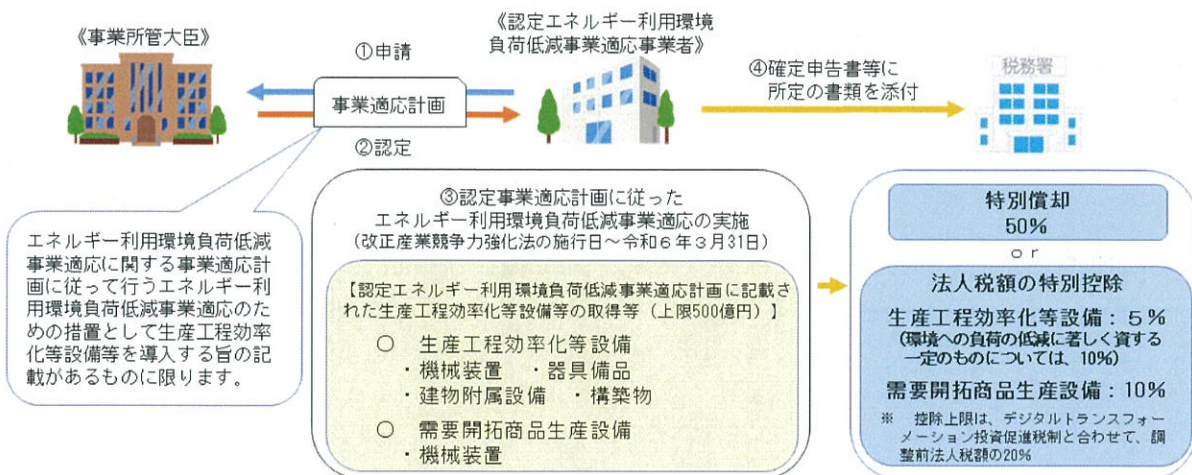 《事業所管大臣》
①申請
事業適応計画
②認定
《認定エネルギー利用環境
負荷低減事業適応事業者》
④確定申告書等に
所定の書類を添付
税務署
エネルギー利用環境負荷低減
事業適応に関する事業適応計
画に従って行うエネルギー利
用環境負荷低減事業適応のた
めの措置として生産工程効率
化等設備等を導入する旨の記
載があるものに限ります。
③認定事業適応計画に従った
エネルギー利用環境負荷低減事業適応の実施
(改正産業競争力強化法の施行日～令和6年3月31日)
【認定エネルギー利用環境負荷低減事業適応計画に記載さ
れた生産工程効率化等設備等の取得等（上限500億円）】
○ 生産工程効率化等設備
・機械装置 ・器具備品
・建物附属設備 ・構築物
○ 需要開拓商品生産設備
・機械装置
特別償却
50%
or
法人税額の特別控除
生産工程効率化等設備：5%
(環境への負荷の低減に著しく資する
一定のものについては、10%)
需要開拓商品生産設備：10%
※ 控除上限は、デジタルトランスフォー
メーション投資促進税制と合わせて、調
整前法人税額の20%